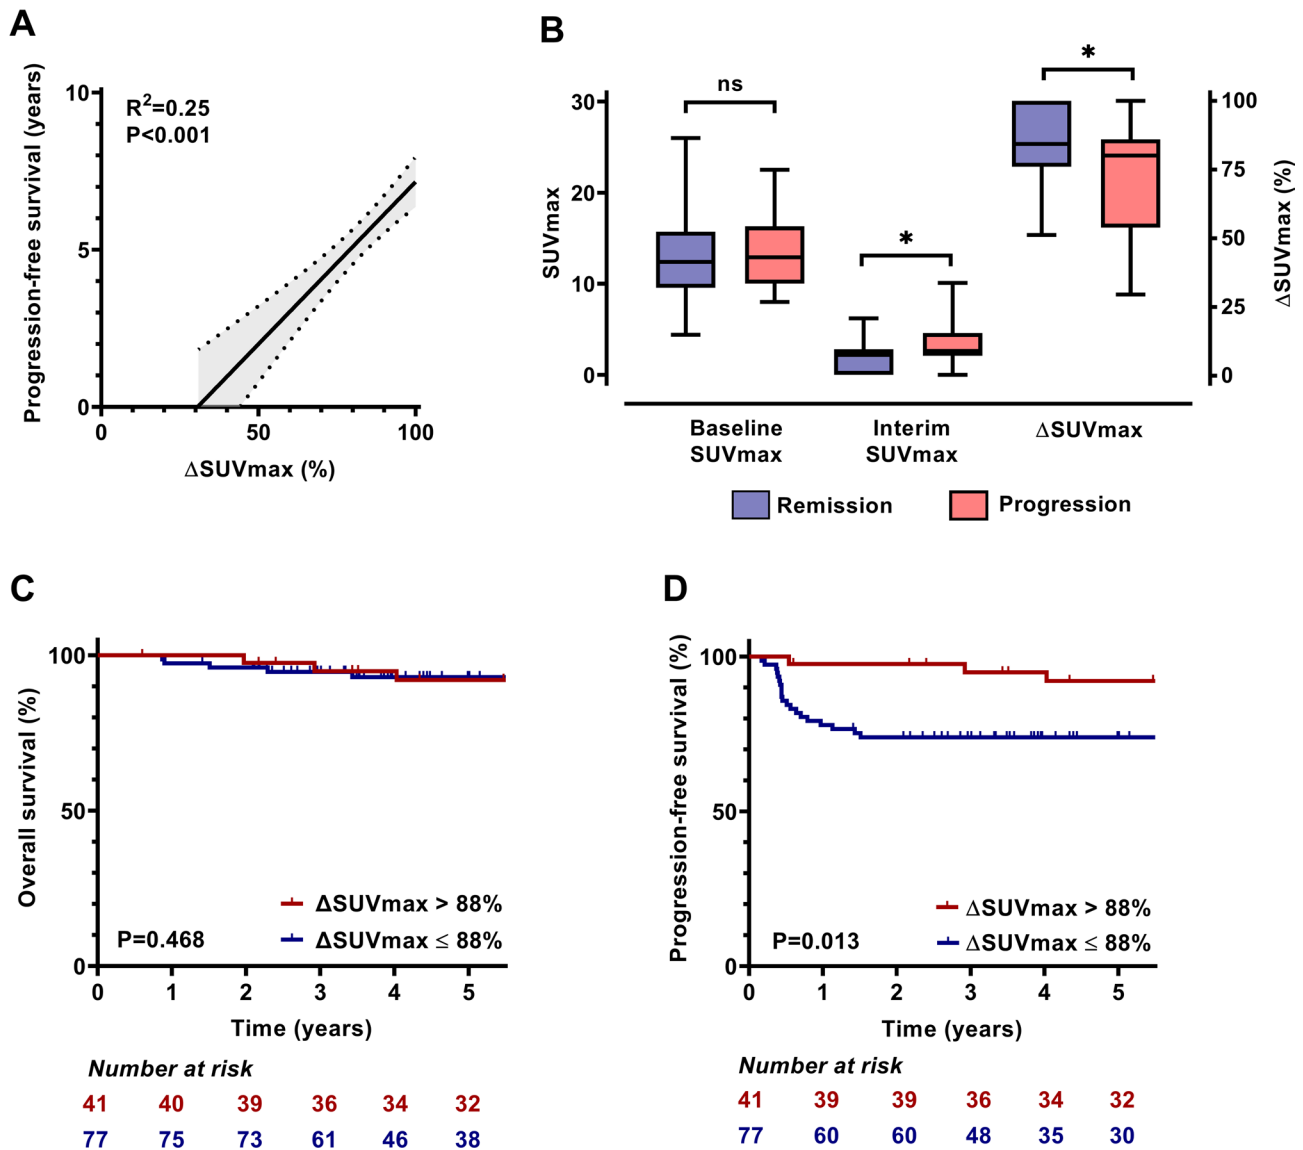 A
Progression-free survival (years)
10
5
0
R²=0.25
P<0.001
0
50
100
ΔSUVmax (%)
B
SUVmax
30
20
10
0
ns
*
*
100
75
50
25
0
ΔSUVmax (%)
Baseline
SUVmax
Interim
SUVmax
ΔSUVmax
Remission
Progression
C
Overall survival (%)
100
50
0
P=0.468
ΔSUVmax > 88%
ΔSUVmax ≤ 88%
0
1
2
3
4
5
Time (years)
Number at risk
41 40 39 36 34 32
77 75 73 61 46 38
D
Progression-free survival (%)
100
50
0
P=0.013
ΔSUVmax > 88%
ΔSUVmax ≤ 88%
0
1
2
3
4
5
Time (years)
Number at risk
41 39 39 36 34 32
77 60 60 48 35 30